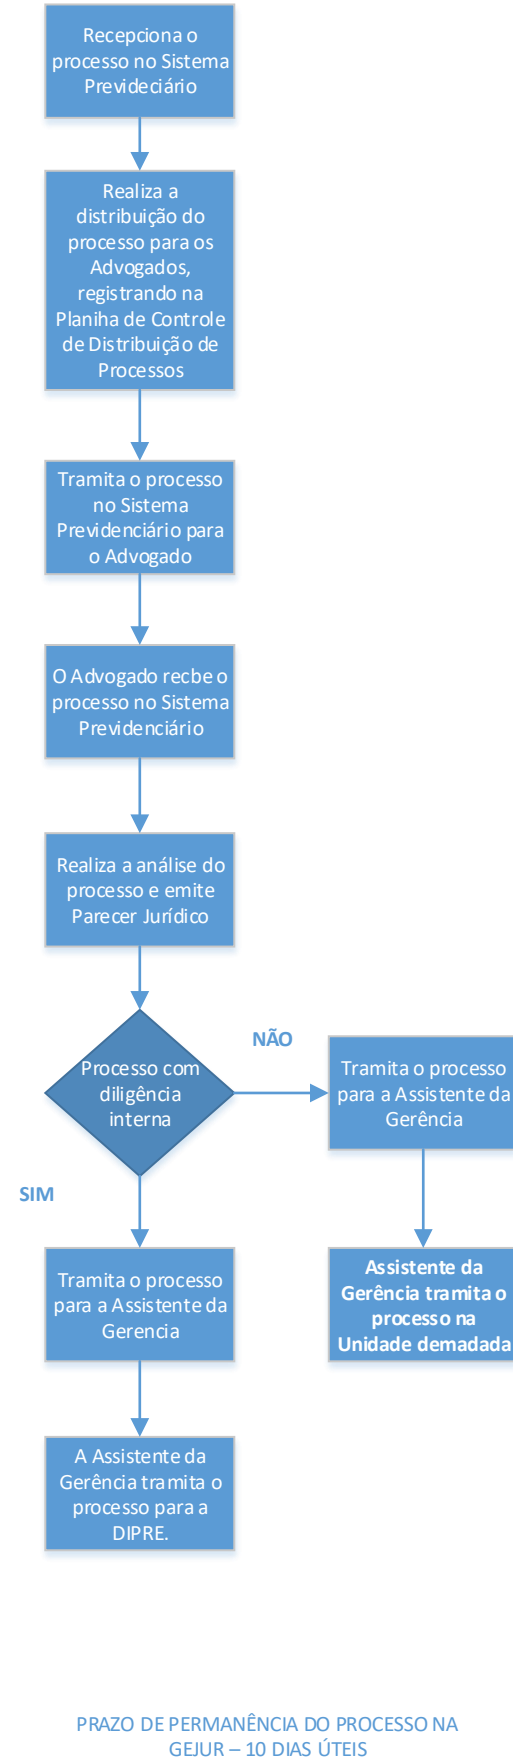 Recepciona o
processo no Sistema
Prevideciário
Realiza a
distribuição do
processo para os
Advogados,
registrando na
Planiha de Controle
de Distribuição de
Processos
Tramita o processo
no Sistema
Previdenciário para
o Advogado
O Advogado recbe o
processo no Sistema
Previdenciário
Realiza a análise do
processo e emite
Parecer Jurídico
Processo com
diligência
interna
NÃO
Tramita o processo
para a Assistente da
Gerência
SIM
Tramita o processo
para a Assistente da
Gerencia
Assistente da
Gerência tramita o
processo na
Unidade demadada
A Assistente da
Gerência tramita o
processo para a
DIPRE.
PRAZO DE PERMANÊNCIA DO PROCESSO NA
GEJUR – 10 DIAS ÚTEIS